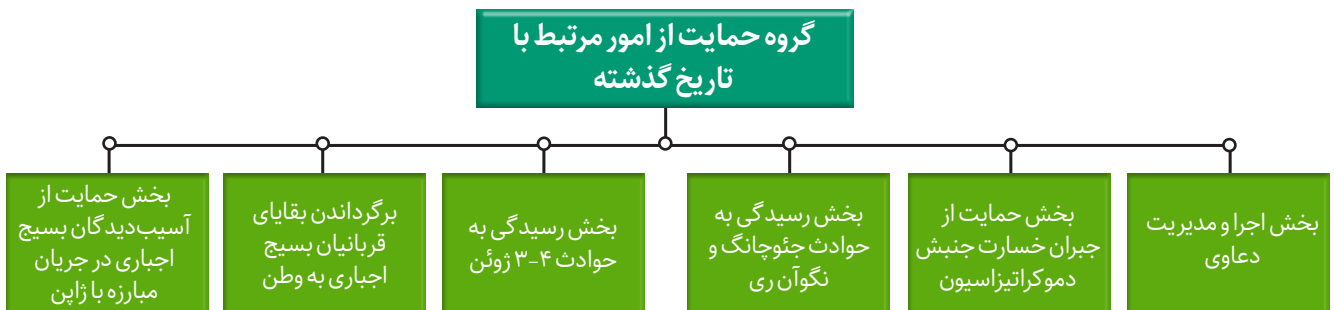 گروه حمایت از امور مرتبط با
تاریخ گذشته
بخش اجرا و مدیریت
دعاوی
بخش حمایت از
جبران خسارت جنبش
دموکراتیزاسیون
بخش رسیدگی به
حوادث جئوچانگ و
نگوآن ری
بخش رسیدگی به
حوادث ۴-۳ ژوئن
برگرداندن بقایای
قربانیان بسیج
اجباری به وطن
بخش حمایت از
آسیب‌دیدگان بسیج
اجباری در جریان
مبارزه با ژاپن